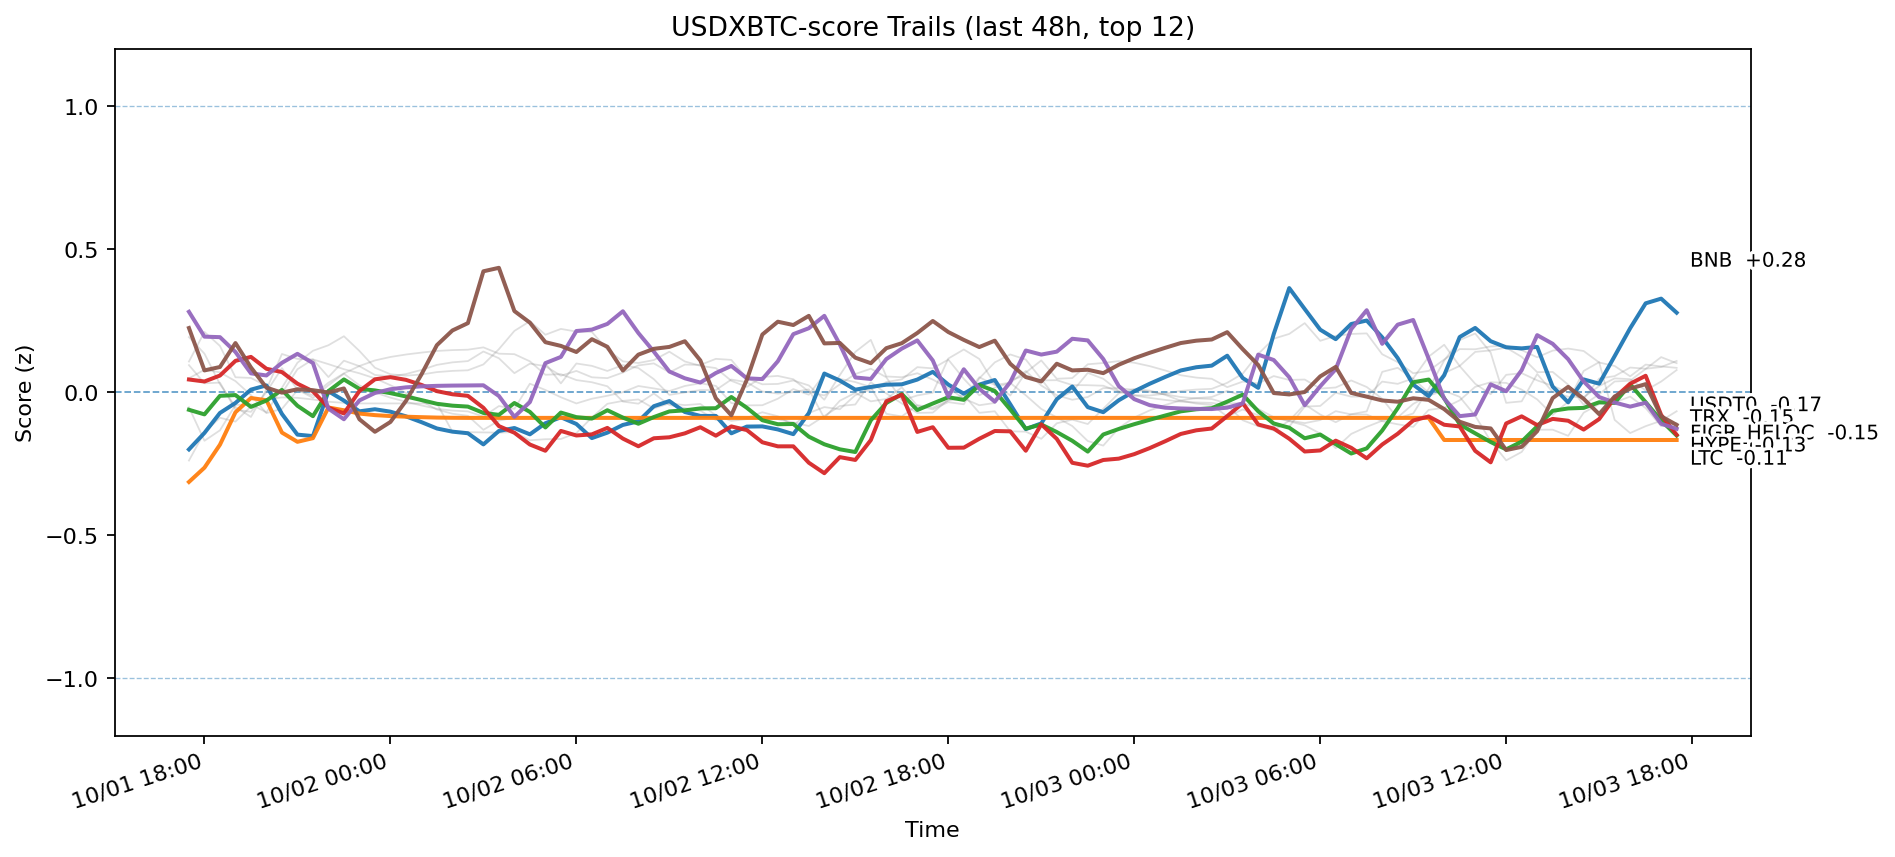 USDXBTC-score Trails (last 48h, top 12)
Score (z)
1.0
0.5
0.0
−0.5
−1.0
BNB +0.28
USDT0 -0.17
TRX -0.15
FIGR_HELOC -0.15
HYPE -0.13
LTC -0.11
10/01 18:00
10/02 00:00
10/02 06:00
10/02 12:00
10/02 18:00
10/03 00:00
10/03 06:00
10/03 12:00
10/03 18:00
Time